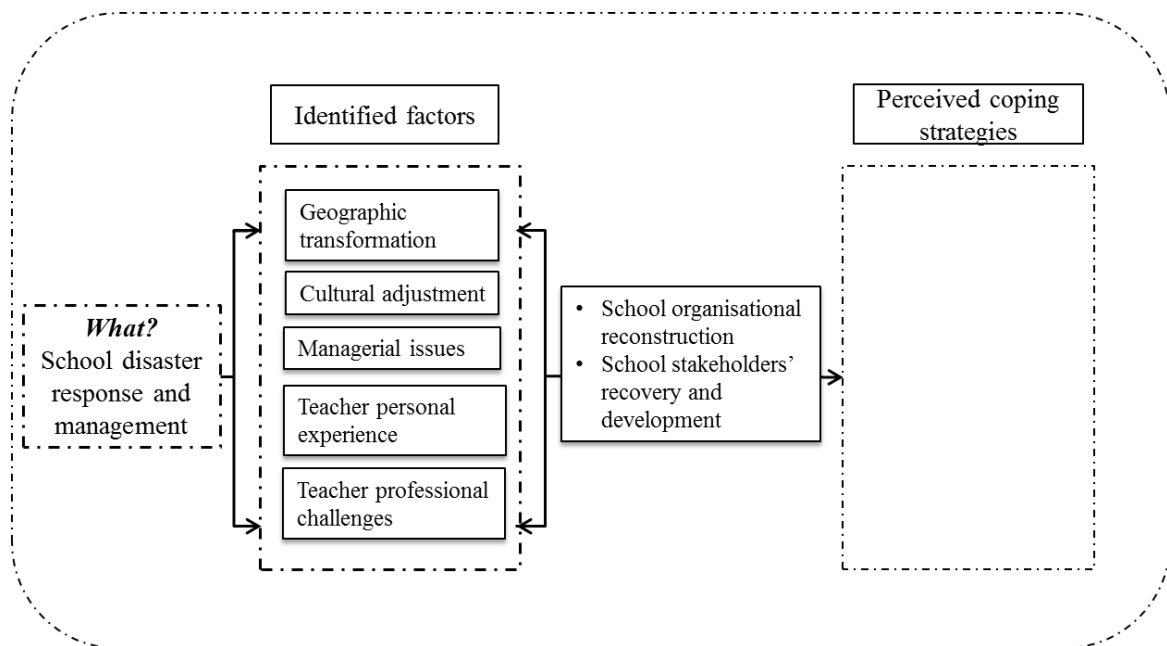 Identified factors
Perceived coping
strategies
Geographic
transformation
Cultural adjustment
Managerial issues
Teacher personal
experience
Teacher professional
challenges
What?
School disaster
response and
management
• School organisational
reconstruction
• School stakeholders’
recovery and
development